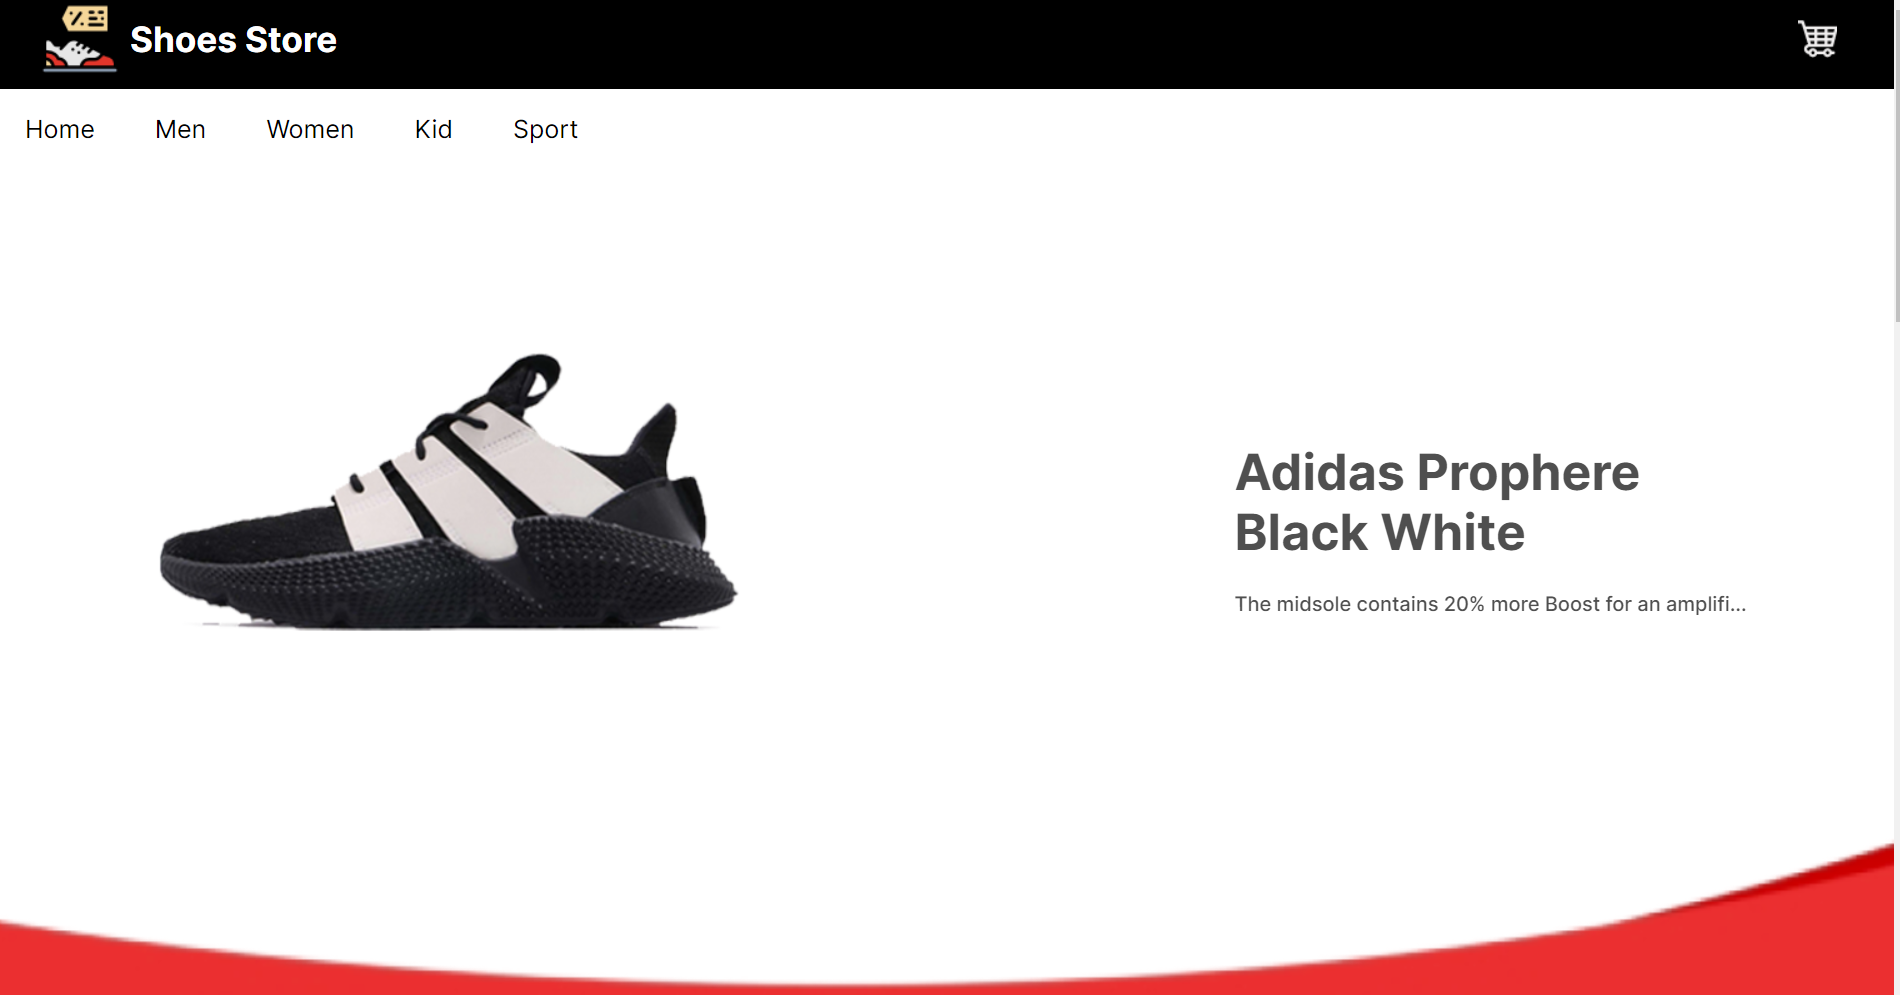 Shoes Store
Home Men Women Kid Sport
Adidas Prophere
Black White
The midsole contains 20% more Boost for an amplifi...